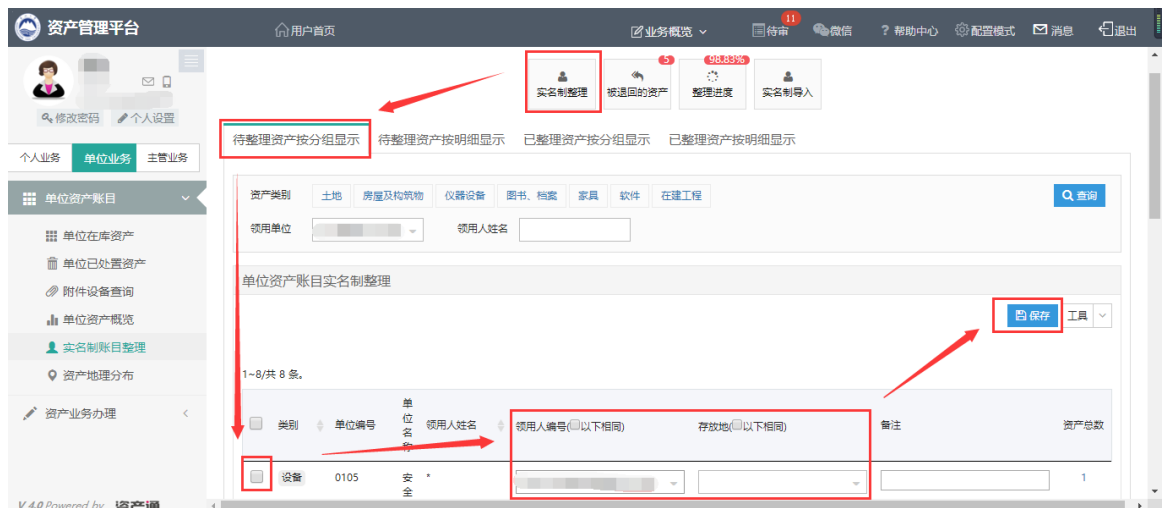 资产管理平台
用户首页
业务概览
待审
11
微信
? 帮助中心
配置模式
消息
退出
修改密码
个人设置
个人业务
单位业务
主管业务
单位资产账目
单位在库资产
单位已处置资产
附件设备查询
单位资产概览
实名制账目整理
资产地理分布
资产业务办理
V 4.0 Powered by 资产通
实名制整理
被退回的资产
5
整理进度
98.83%
实名制导入
待整理资产按分组显示
待整理资产按明细显示
已整理资产按分组显示
已整理资产按明细显示
资产类别
土地
房屋及构筑物
仪器设备
图书、档案
家具
软件
在建工程
查询
领用单位
领用人姓名
单位资产账目实名制整理
保存
工具
1~8/共 8 条。
类别
单位编号
单位名称
领用人姓名
领用人编号(以下相同)
存放地(以下相同)
备注
资产总数
设备
0105
安全
*
1